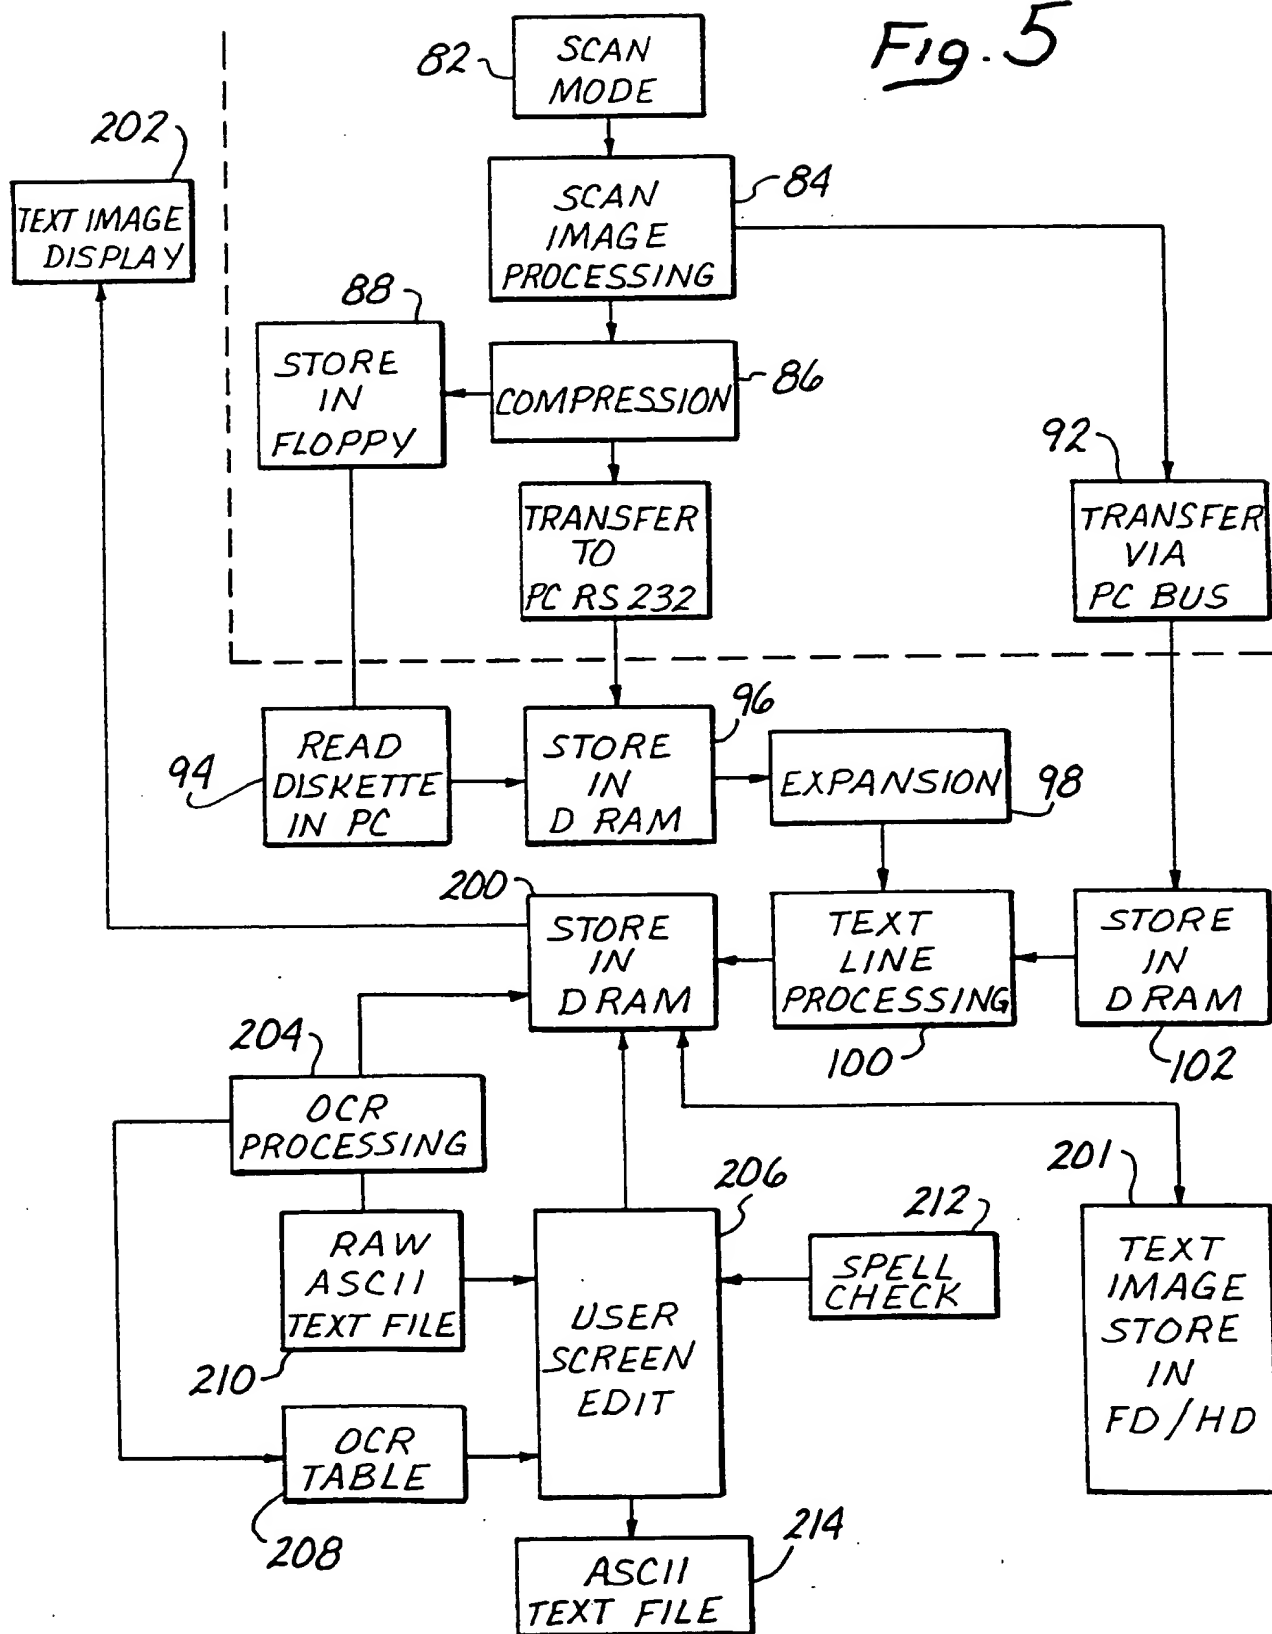 Fig. 5
82
SCAN
MODE
202
TEXT IMAGE
DISPLAY
84
SCAN
IMAGE
PROCESSING
88
STORE
IN
FLOPPY
86
COMPRESSION
92
TRANSFER
TO
PC RS 232
TRANSFER
VIA
PC BUS
94
READ
DISKETTE
IN PC
96
STORE
IN
D RAM
EXPANSION
98
200
STORE
IN
DRAM
TEXT
LINE
PROCESSING
100
STORE
IN
D RAM
102
204
OCR
PROCESSING
206
212
SPELL
CHECK
201
TEXT
IMAGE
STORE
IN
FD/HD
RAW
ASCII
TEXT FILE
210
USER
SCREEN
EDIT
OCR
TABLE
208
214
ASCII
TEXT FILE